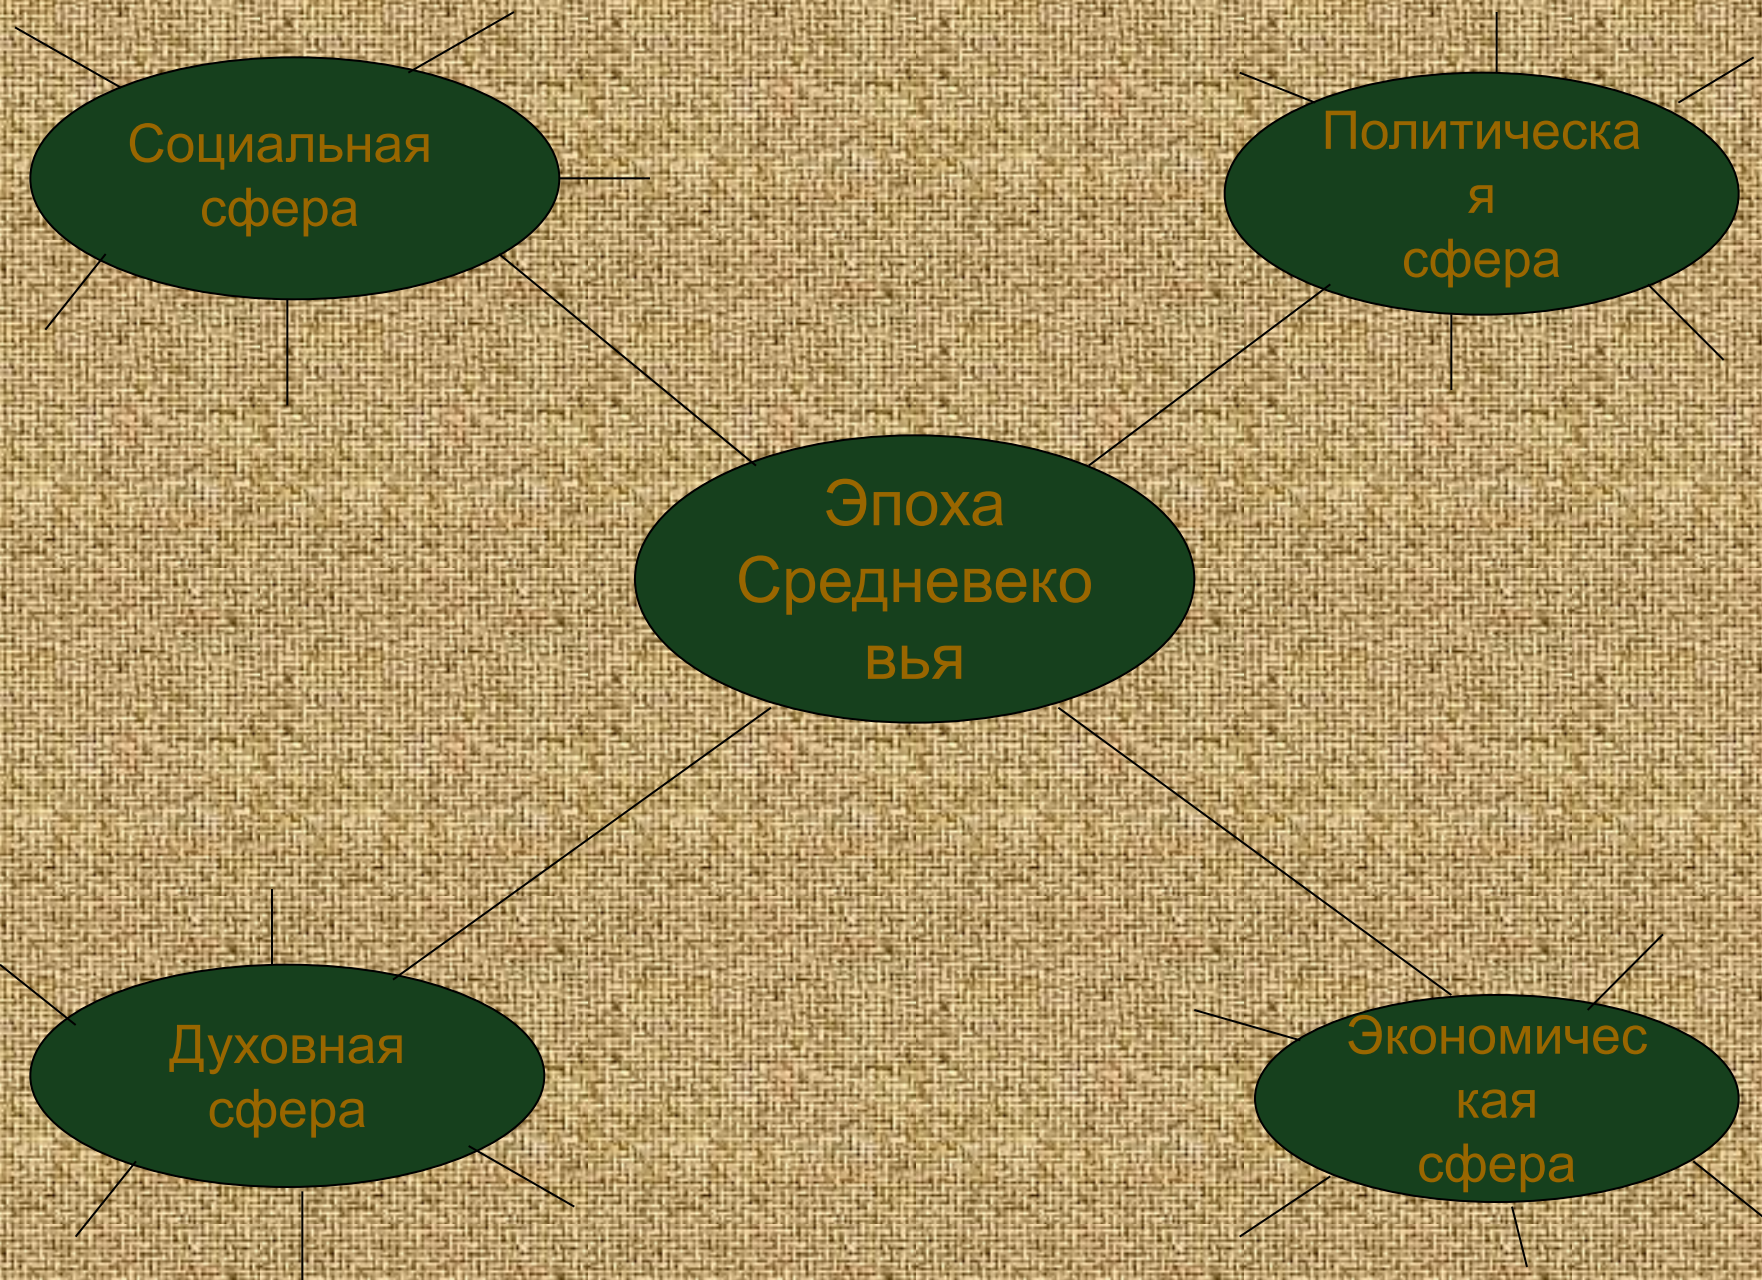 Социальная
сфера
Политическа
я
сфера
Эпоха
Средневеко
вья
Духовная
сфера
Экономичес
кая
сфера